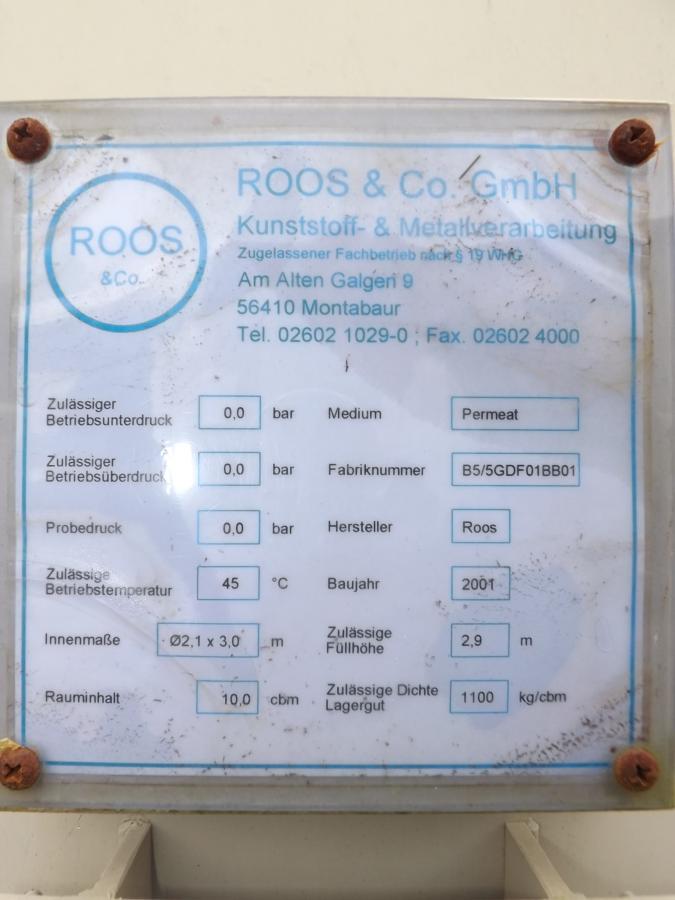 ROOS
&Co.
ROOS & Co. GmbH
Kunststoff- & Metallverarbeitung
Zugelassener Fachbetrieb nach § 19 WHG
Am Alten Galgen 9
56410 Montabaur
Tel. 02602 1029-0 ; Fax. 02602 4000
Zulässiger
Betriebsunterdruck 0,0 bar
Medium Permeat
Zulässiger
Betriebsüberdruck 0,0 bar
Fabriknummer B5/5GDF01BB01
Probedruck 0,0 bar
Hersteller Roos
Zulässige
Betriebstemperatur 45 °C
Baujahr 2001
Innenmaße Ø2,1 x 3,0 m
Zulässige
Füllhöhe 2,9 m
Rauminhalt 10,0 cbm
Zulässige Dichte
Lagergut 1100 kg/cbm